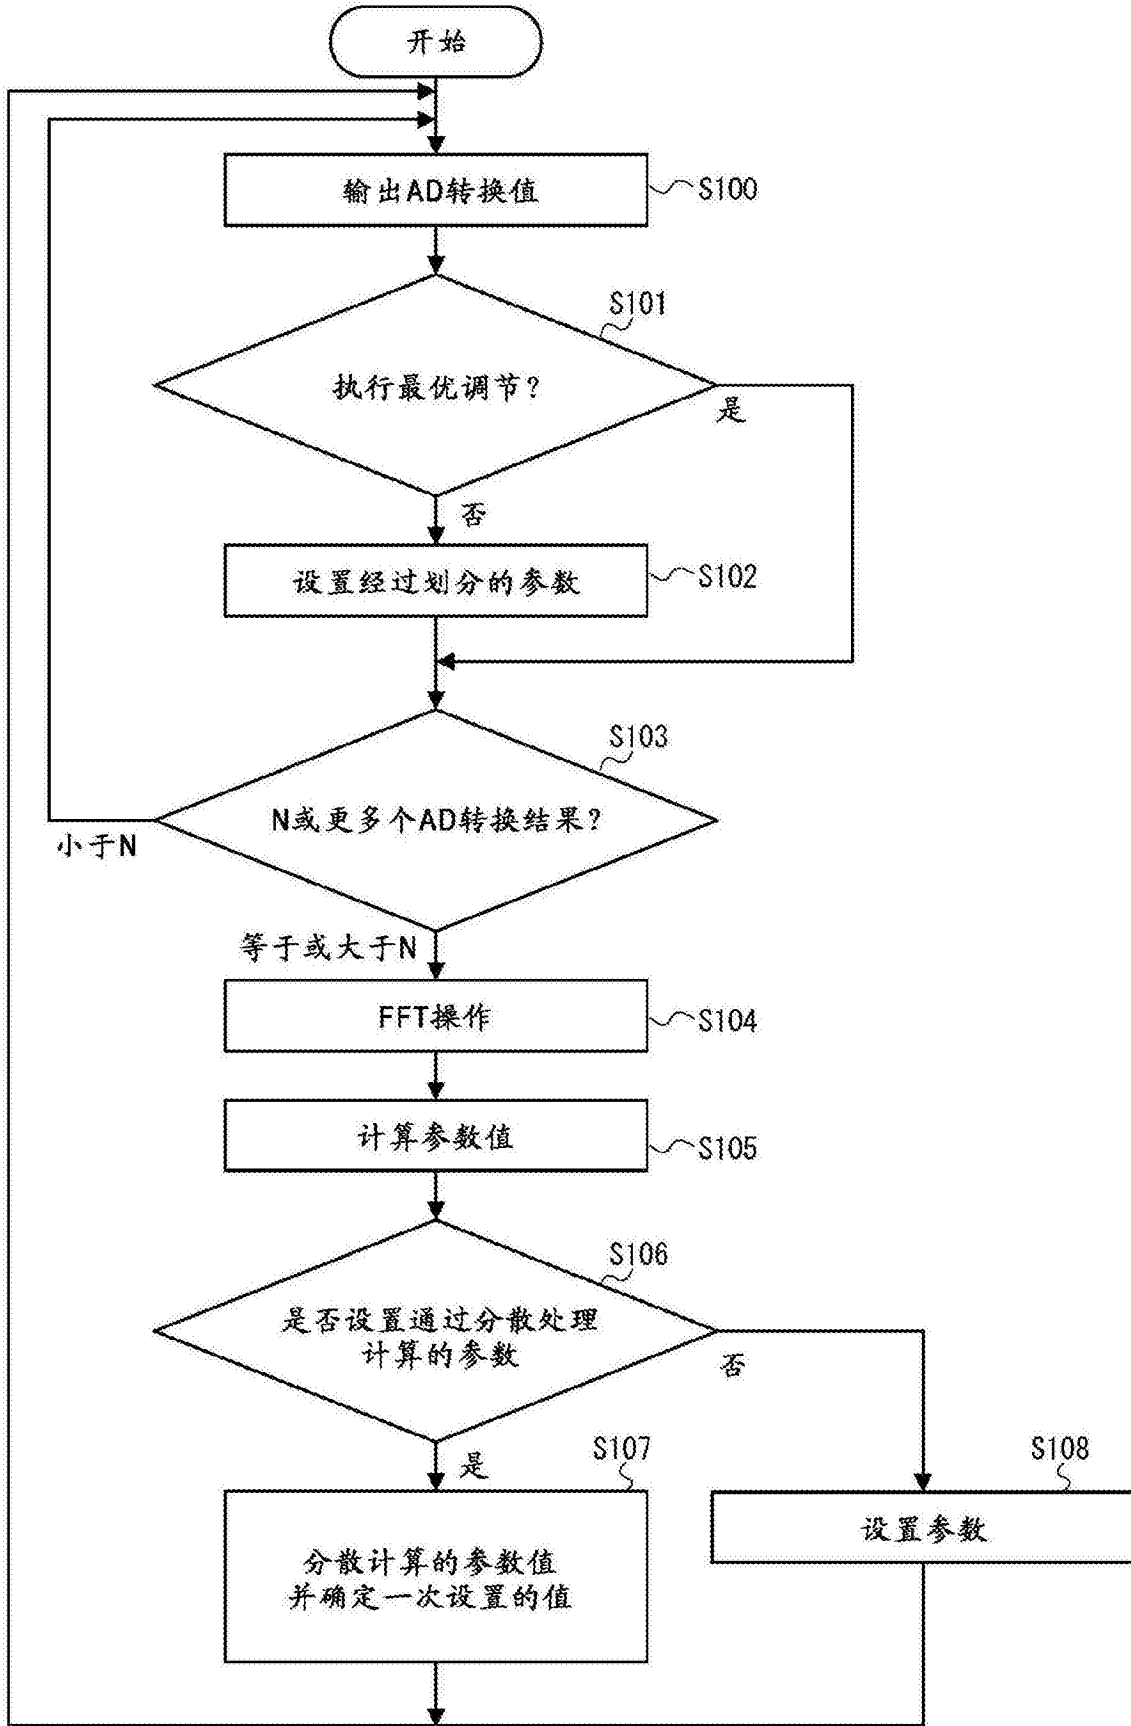 开始
输出AD转换值
S100
S101
执行最优调节?
是
否
设置经过划分的参数
S102
S103
N或更多个AD转换结果?
小于N
等于或大于N
FFT操作
S104
计算参数值
S105
S106
是否设置通过分散处理
计算的参数
否
是
S107
S108
分散计算的参数值
并确定一次设置的值
设置参数